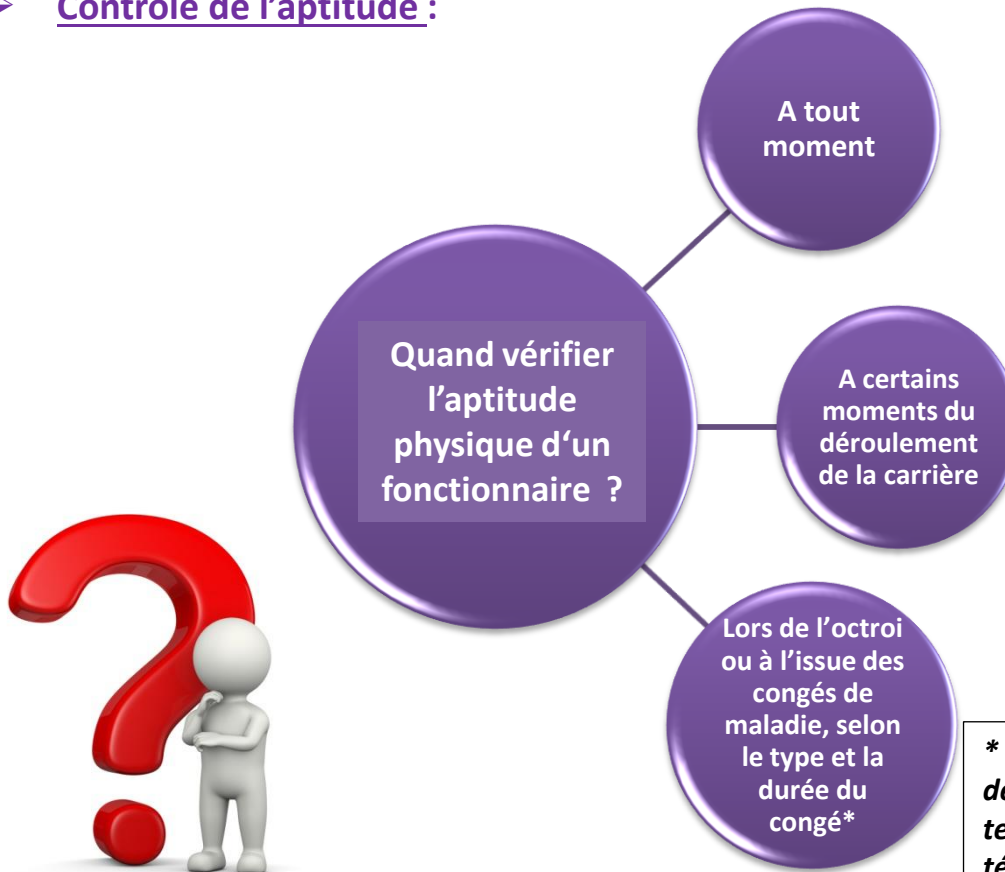 Contrôle de l’aptitude :
A tout
moment
Quand vérifier
l’aptitude
physique d‘un
fonctionnaire ?
A certains
moments du
déroulement
de la carrière
Lors de l’octroi
ou à l’issue des
congés de
maladie, selon
le type et la
durée du
congé*
*